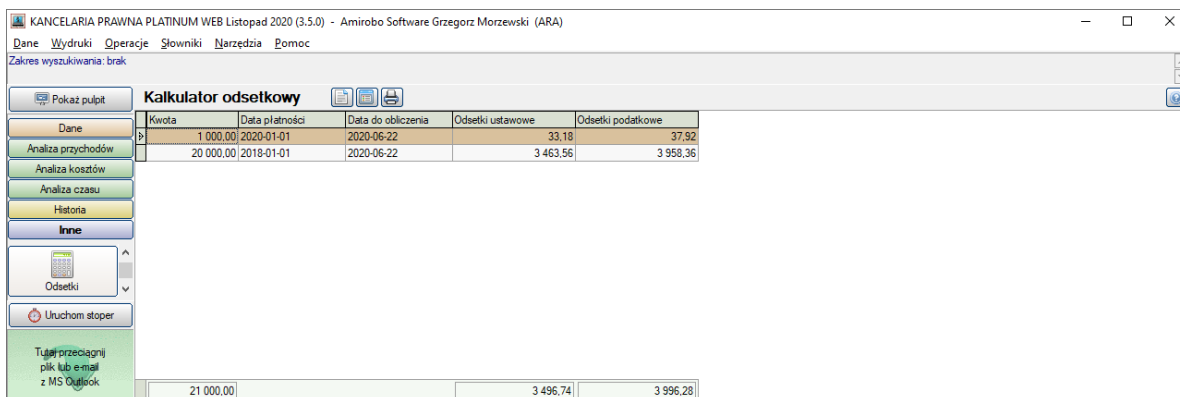 KANCELARIA PRAWNA PLATINUM WEB Listopad 2020 (3.5.0) - Amirobo Software Grzegorz Morzewski (ARA)
Dane Wydruki Operacje Słowniki Narzędzia Pomoc
Zakres wyszukiwania: brak
Pokaż pulpit
Kalkulator odsetkowy
Dane
Analiza przychodów
Analiza kosztów
Analiza czasu
Historia
Inne
Odsetki
Uruchom stoper
Tutaj przeciągnij
plik lub e-mail
z MS Outlook
Kwota Data płatności Data do obliczenia Odsetki ustawowe Odsetki podatkowe
1 000,00 2020-01-01 2020-06-22 33,18 37,92
20 000,00 2018-01-01 2020-06-22 3 463,56 3 958,36
21 000,00 3 496,74 3 996,28